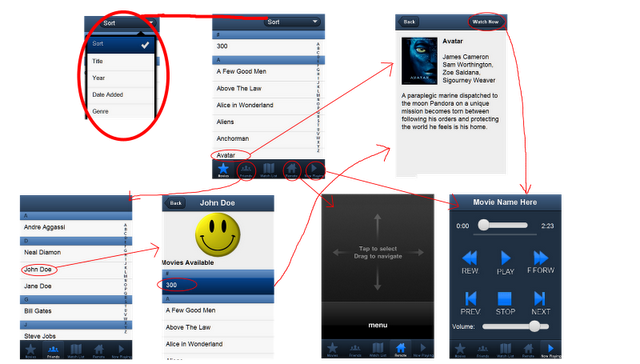 Sort
Sort
Title
Year
Date Added
Genre
Sort
#
300
A
A Few Good Men
Above The Law
Alice in Wonderland
Aliens
Anchorman
Avatar
Movies
Friends
Watch List
Remote
Now Playing
Back
Watch Now
Avatar
James Cameron
Sam Worthington,
Zoe Saldana,
Sigourney Weaver
AVATAR
A paraplegic marine dispatched to
the moon Pandora on a unique
mission becomes torn between
following his orders and protecting
the world he feels is his home.
A
Andre Aggassi
D
Neal Diamon
John Doe
Jane Doe
G
Bill Gates
J
Steve Jobs
Movies
Friends
Watch List
Remote
Now Playing
Back
John Doe
Movies Available
#
300
A
A Few Good Men
Above The Law
Alice In Wonderland
Aliens
Tap to select
Drag to navigate
menu
Movies
Friends
Watch List
Remote
Now Playing
Movie Name Here
0:00
2:23
REW
PLAY
F.FORW
PREV
STOP
NEXT
Volume:
Movies
Friends
Watch List
Remote
Now Playing